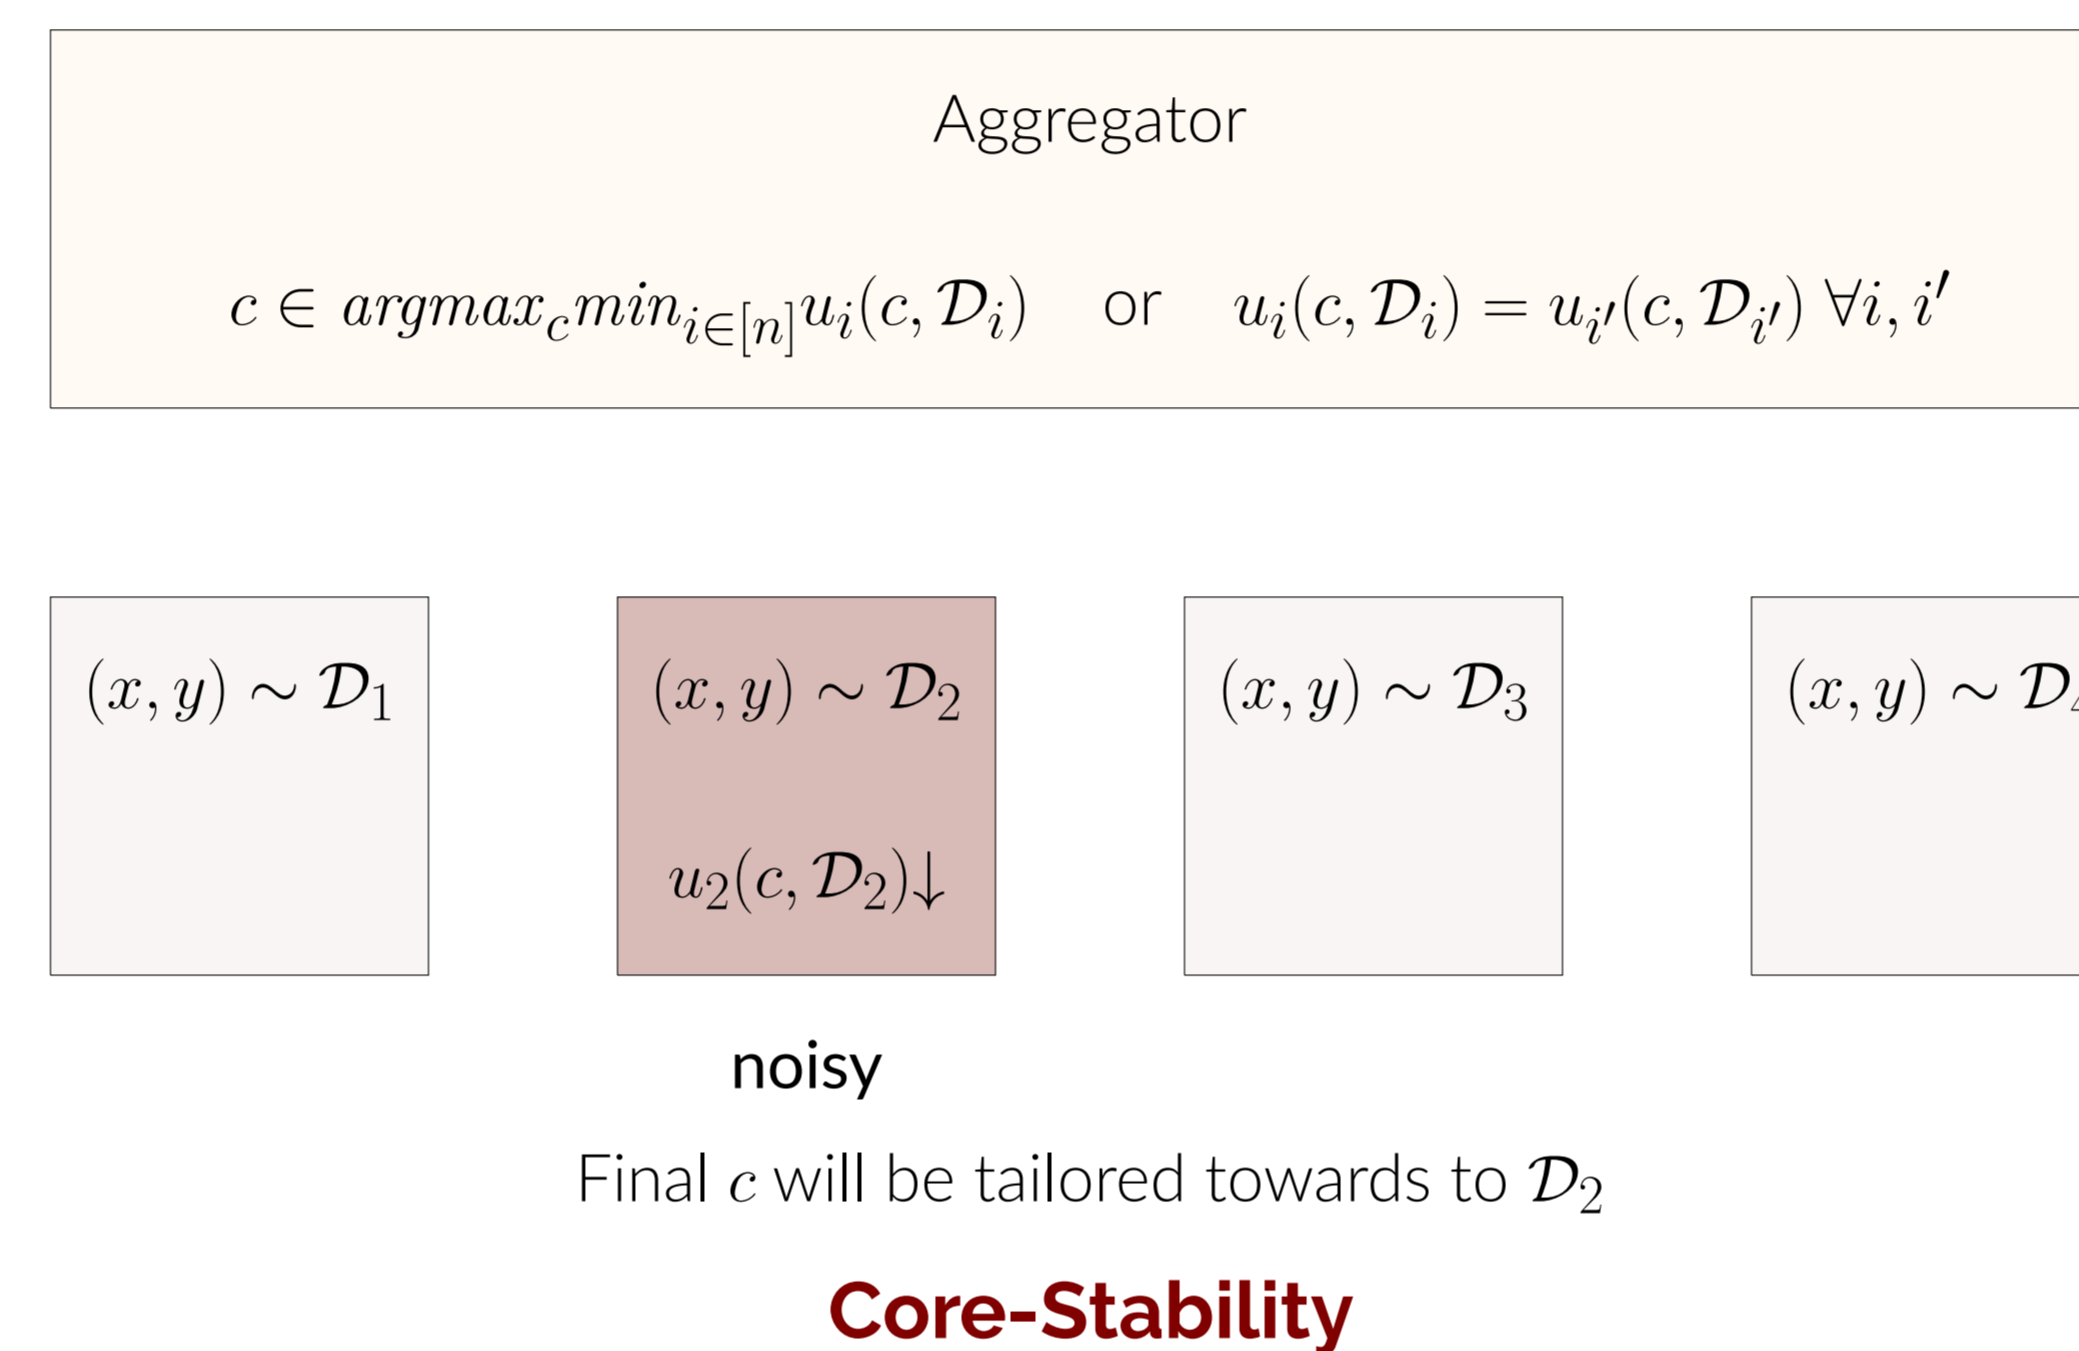 Aggregator
c ∈ argmax_c min_{i∈[n]} u_i(c, 𝒟_i) or u_i(c, 𝒟_i) = u_{i′}(c, 𝒟_{i′}) ∀i, i′
(x, y) ~ 𝒟_1 (x, y) ~ 𝒟_2 (x, y) ~ 𝒟_3 (x, y) ~ 𝒟_4
u_2(c, 𝒟_2)↓
noisy
Final c will be tailored towards to 𝒟_2
Core-Stability